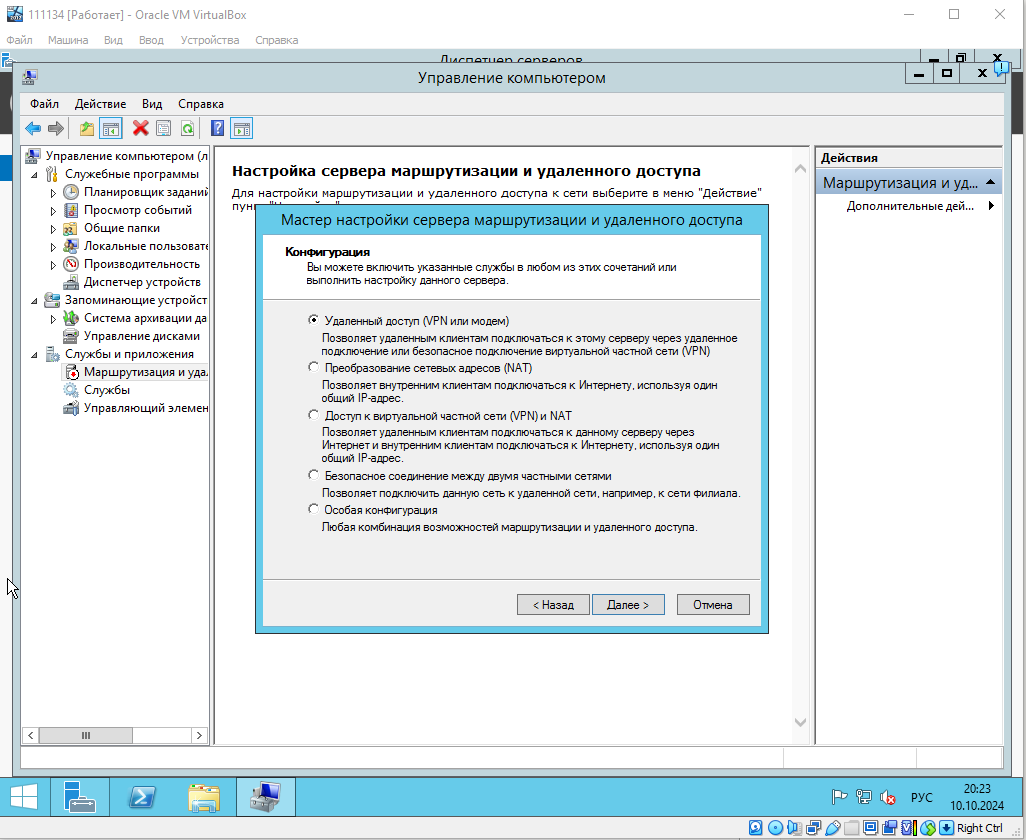 111134 [Работает] - Oracle VM VirtualBox
Файл Машина Вид Ввод Устройства Справка
Диспетчер серверов
Управление компьютером
Файл Действие Вид Справка
Управление компьютером (л
Служебные программы
Планировщик заданий
Просмотр событий
Общие папки
Локальные пользовате
Производительность
Диспетчер устройств
Запоминающие устройст
Система архивации да
Управление дисками
Службы и приложения
Маршрутизация и уда
Службы
Управляющий элемен
Настройка сервера маршрутизации и удаленного доступа
Для настройки маршрутизации и удаленного доступа к сети выберите в меню "Действие"
Мастер настройки сервера маршрутизации и удаленного доступа
Конфигурация
Вы можете включить указанные службы в любом из этих сочетаний или
выполнить настройку данного сервера.
Удаленный доступ (VPN или модем)
Позволяет удаленным клиентам подключаться к этому серверу через удаленное
подключение или безопасное подключение виртуальной частной сети (VPN)
Преобразование сетевых адресов (NAT)
Позволяет внутренним клиентам подключаться к Интернету, используя один
общий IP-адрес.
Доступ к виртуальной частной сети (VPN) и NAT
Позволяет удаленным клиентам подключаться к данному серверу через
Интернет и внутренним клиентам подключаться к Интернету, используя один
общий IP-адрес.
Безопасное соединение между двумя частными сетями
Позволяет подключить данную сеть к удаленной сети, например, к сети филиала.
Особая конфигурация
Любая комбинация возможностей маршрутизации и удаленного доступа.
< Назад Далее > Отмена
Действия
Маршрутизация и уд...
Дополнительные дей...
РУС
20:23
10.10.2024
Right Ctrl